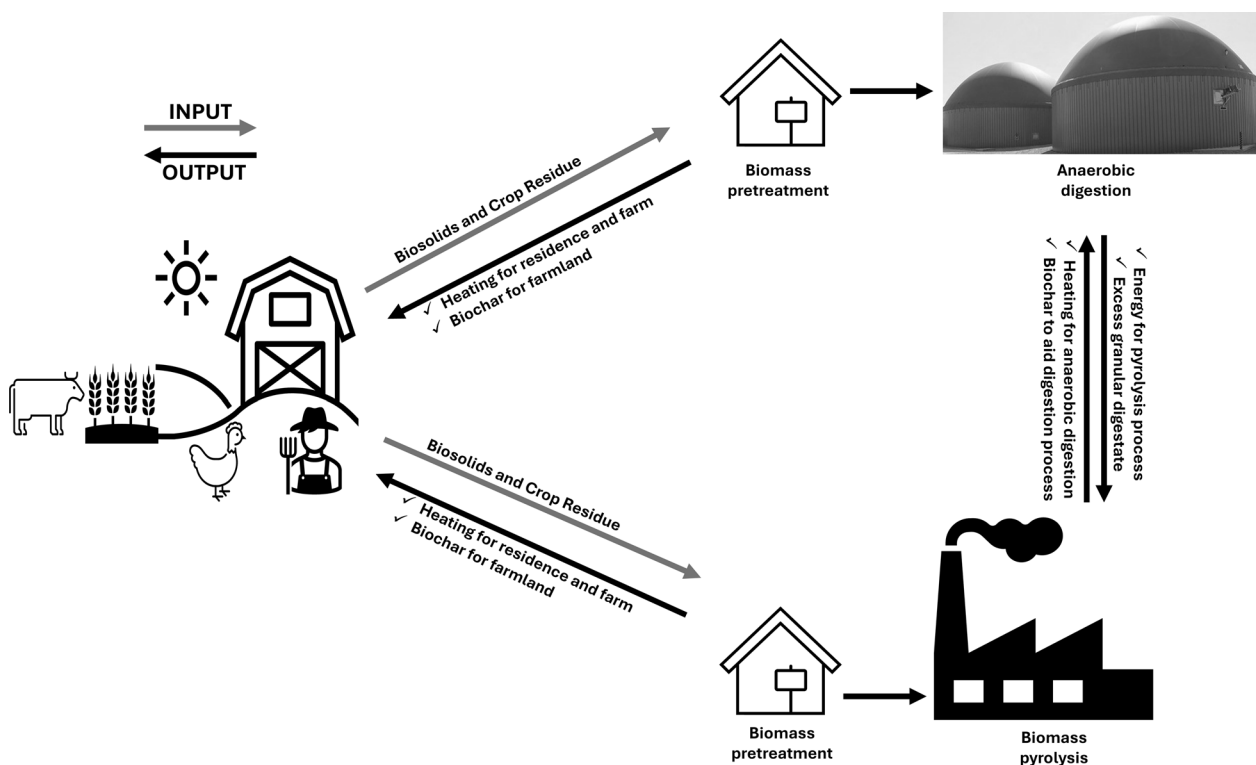 INPUT
OUTPUT
Biomass
pretreatment
Anaerobic
digestion
Biosolids and Crop Residue
✓ Heating for residence and farm
✓ Biochar for farmland
✓ Energy for pyrolysis process
✓ Excess granular digestate
✓ Heating for anaerobic digestion
✓ Biochar to aid digestion process
Biosolids and Crop Residue
✓ Heating for residence and farm
✓ Biochar for farmland
Biomass
pretreatment
Biomass
pyrolysis